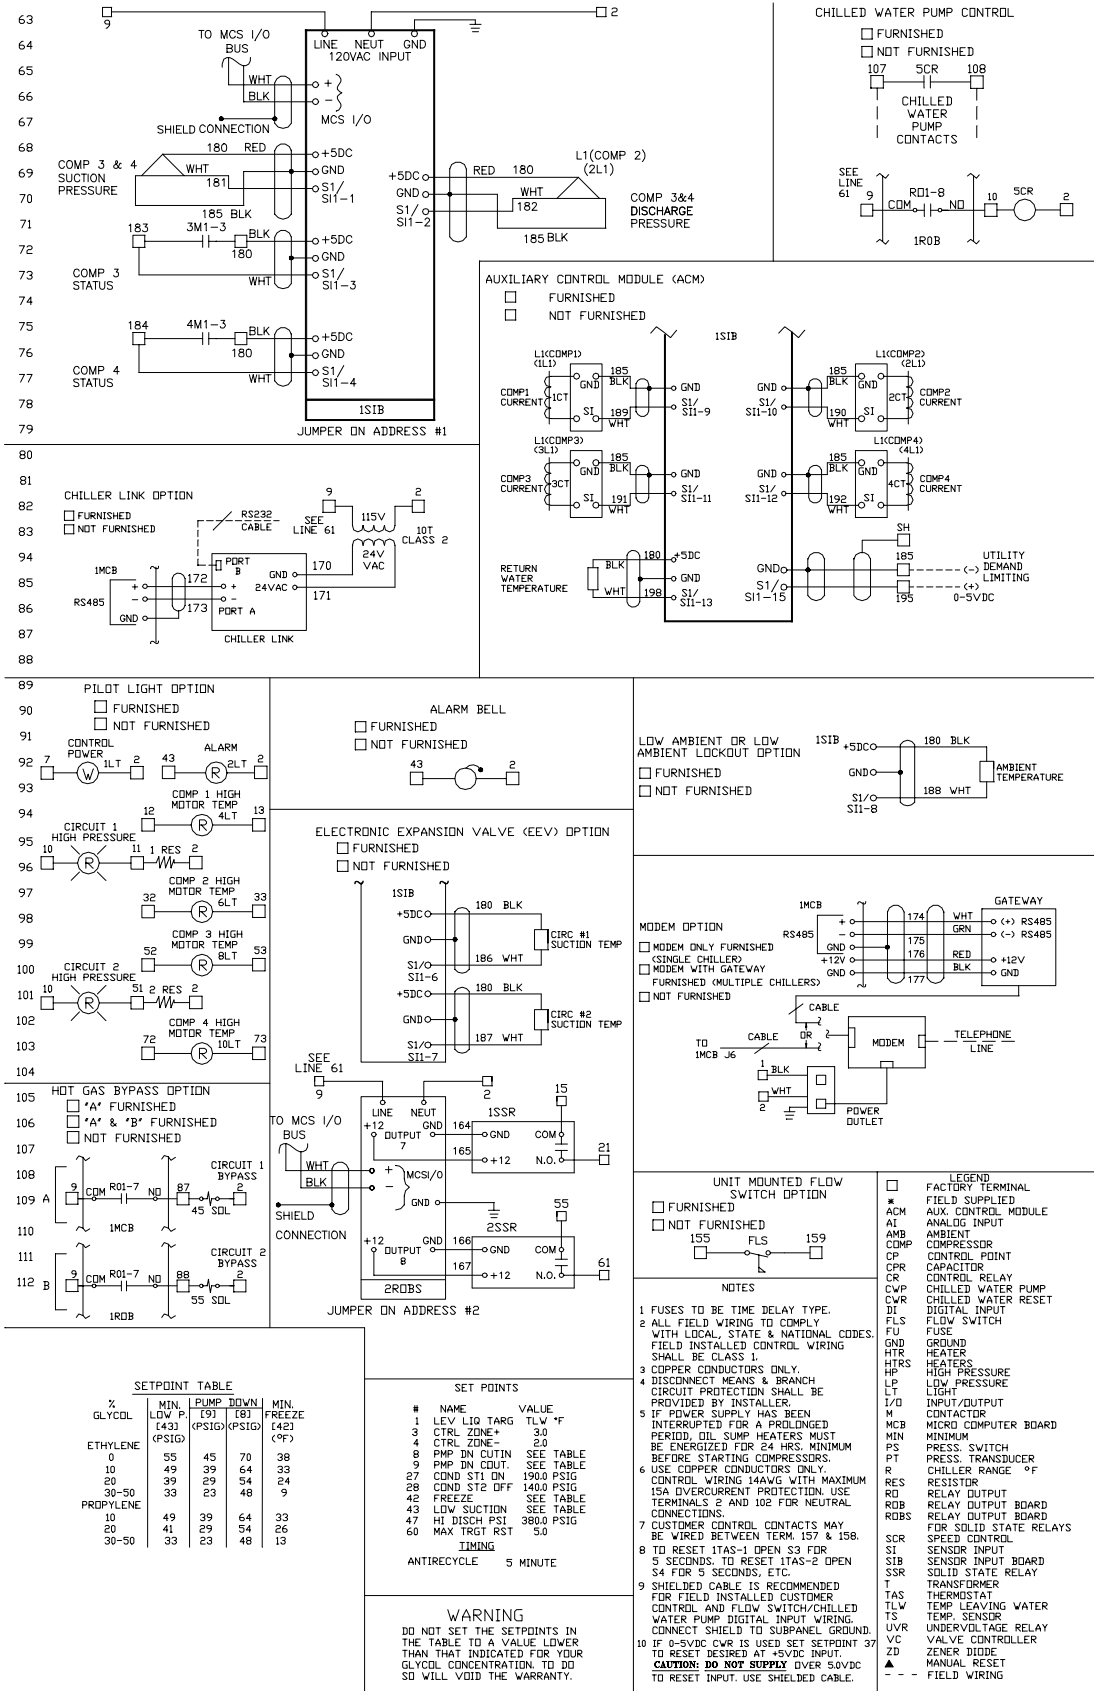 63
64
65
66
67
68
69
70
71
72
73
74
75
76
77
78
79
80
81
82
83
94
85
86
87
88
89
90
91
92
93
94
95
96
97
98
99
100
101
102
103
104
105
106
107
108
109
110
111
112
9
2
TO MCS I/O
BUS
LINE NEUT GND
120VAC INPUT
WHT
BLK
+
-
MCS I/O
SHIELD CONNECTION
COMP 3 & 4
SUCTION
PRESSURE
180 RED
WHT
181
185 BLK
+5DC
GND
S1/
SI1-1
183
3M1-3
BLK
180
COMP 3
STATUS
WHT
+5DC
GND
S1/
SI1-3
184
4M1-3
BLK
180
COMP 4
STATUS
WHT
+5DC
GND
S1/
SI1-4
1SIB
JUMPER ON ADDRESS #1
+5DC
GND
S1/
SI1-2
RED 180
WHT
182
185 BLK
L1(COMP 2)
(2L1)
COMP 3&4
DISCHARGE
PRESSURE
CHILLED WATER PUMP CONTROL
FURNISHED
NOT FURNISHED
107 5CR 108
CHILLED
WATER
PUMP
CONTACTS
SEE
LINE
61
9
COM R01-8 NO
10
5CR
2
1ROB
AUXILIARY CONTROL MODULE (ACM)
FURNISHED
NOT FURNISHED
1SIB
L1(COMP1)
(1L1)
COMP1
CURRENT
1CT
GND
SI
185
BLK
189
WHT
GND
S1/
SI1-9
L1(COMP2)
(2L1)
GND
S1/
SI1-10
185
BLK
190
WHT
GND
SI
2CT
COMP2
CURRENT
L1(COMP3)
(3L1)
COMP3
CURRENT
3CT
GND
SI
185
BLK
191
WHT
GND
S1/
SI1-11
L1(COMP4)
(4L1)
GND
S1/
SI1-12
185
BLK
192
WHT
GND
SI
4CT
COMP4
CURRENT
RETURN
WATER
TEMPERATURE
180
BLK
WHT
198
+5DC
GND
S1/
SI1-13
GND
S1/
SI1-15
SH
185
195
(-)
(+)
UTILITY
DEMAND
LIMITING
0-5VDC
CHILLER LINK OPTION
FURNISHED
NOT FURNISHED
RS232
CABLE
9
2
SEE
LINE 61
115V
24V
VAC
10T
CLASS 2
1MCB
RS485
+
-
GND
172
173
PORT
B
+
-
PORT A
GND
24VAC
170
171
CHILLER LINK
PILOT LIGHT OPTION
FURNISHED
NOT FURNISHED
CONTROL
POWER
7 W 1LT 2
ALARM
43 R 2LT 2
COMP 1 HIGH
MOTOR TEMP
12 R 4LT 13
CIRCUIT 1
HIGH PRESSURE
10 R 11 1 RES 2
COMP 2 HIGH
MOTOR TEMP
32 R 6LT 33
COMP 3 HIGH
MOTOR TEMP
52 R 8LT 53
CIRCUIT 2
HIGH PRESSURE
10 R 51 2 RES 2
COMP 4 HIGH
MOTOR TEMP
72 R 10LT 73
ALARM BELL
FURNISHED
NOT FURNISHED
43
2
LOW AMBIENT OR LOW
AMBIENT LOCKOUT OPTION
FURNISHED
NOT FURNISHED
1SIB
+5DC
GND
S1/
SI1-8
180 BLK
188 WHT
AMBIENT
TEMPERATURE
ELECTRONIC EXPANSION VALVE (EEV) OPTION
FURNISHED
NOT FURNISHED
1SIB
+5DC
GND
S1/
SI1-6
180 BLK
186 WHT
CIRC #1
SUCTION TEMP
+5DC
GND
S1/
SI1-7
180 BLK
187 WHT
CIRC #2
SUCTION TEMP
SEE
LINE 61
9
2
LINE NEUT
TO MCS I/O
BUS
WHT
BLK
+
-
MCSI/O
GND
SHIELD
CONNECTION
+12
OUTPUT
7
GND
164
165
1SSR
GND
+12
COM
N.O.
15
21
+12
OUTPUT
8
GND
166
167
2SSR
GND
+12
COM
N.O.
55
61
2ROBS
JUMPER ON ADDRESS #2
MODEM OPTION
MODEM ONLY FURNISHED
(SINGLE CHILLER)
MODEM WITH GATEWAY
FURNISHED (MULTIPLE CHILLERS)
NOT FURNISHED
1MCB
RS485
+
-
GND
+12V
GND
174 WHT
GRN
175
176 RED
BLK
177
GATEWAY
(+) RS485
(-) RS485
+12V
GND
CABLE
OR
TO
1MCB J6
CABLE
MODEM
TELEPHONE
LINE
1
BLK
WHT
2
POWER
OUTLET
HOT GAS BYPASS OPTION
"A" FURNISHED
"A" & "B" FURNISHED
NOT FURNISHED
A
9
COM R01-7 NO
87
45 SOL
2
CIRCUIT 1
BYPASS
1MCB
B
9
COM R01-7 NO
88
55 SOL
2
CIRCUIT 2
BYPASS
1ROB
UNIT MOUNTED FLOW
SWITCH OPTION
FURNISHED
NOT FURNISHED
155 FLS 159
NOTES
1 FUSES TO BE TIME DELAY TYPE.
2 ALL FIELD WIRING TO COMPLY
WITH LOCAL, STATE & NATIONAL CODES.
FIELD INSTALLED CONTROL WIRING
SHALL BE CLASS 1.
3 COPPER CONDUCTORS ONLY.
4 DISCONNECT MEANS & BRANCH
CIRCUIT PROTECTION SHALL BE
PROVIDED BY INSTALLER.
5 IF POWER SUPPLY HAS BEEN
INTERRUPTED FOR A PROLONGED
PERIOD, OIL SUMP HEATERS MUST
BE ENERGIZED FOR 24 HRS. MINIMUM
BEFORE STARTING COMPRESSORS.
6 USE COPPER CONDUCTORS ONLY.
CONTROL WIRING 14AWG WITH MAXIMUM
15A OVERCURRENT PROTECTION. USE
TERMINALS 2 AND 102 FOR NEUTRAL
CONNECTIONS.
7 CUSTOMER CONTROL CONTACTS MAY
BE WIRED BETWEEN TERM. 157 & 158.
8 TO RESET 1TAS-1 OPEN S3 FOR
5 SECONDS. TO RESET 1TAS-2 OPEN
S4 FOR 5 SECONDS, ETC.
9 SHIELDED CABLE IS RECOMMENDED
FOR FIELD INSTALLED CUSTOMER
CONTROL AND FLOW SWITCH/CHILLED
WATER PUMP DIGITAL INPUT WIRING.
CONNECT SHIELD TO SUBPANEL GROUND.
10 IF 0-5VDC CWR IS USED SET SETPOINT 37
TO RESET DESIRED AT +5VDC INPUT.
CAUTION: DO NOT SUPPLY OVER 5.0VDC
TO RESET INPUT. USE SHIELDED CABLE.
LEGEND
FACTORY TERMINAL
* FIELD SUPPLIED
ACM AUX. CONTROL MODULE
AI ANALOG INPUT
AMB AMBIENT
COMP COMPRESSOR
CP CONTROL POINT
CPR CAPACITOR
CR CONTROL RELAY
CWP CHILLED WATER PUMP
CWR CHILLED WATER RESET
DI DIGITAL INPUT
FLS FLOW SWITCH
FU FUSE
GND GROUND
HTR HEATER
HTRS HEATERS
HP HIGH PRESSURE
LP LOW PRESSURE
LT LIGHT
I/O INPUT/OUTPUT
M CONTACTOR
MCB MICRO COMPUTER BOARD
MIN MINIMUM
PS PRESS. SWITCH
PT PRESS. TRANSDUCER
R CHILLER RANGE °F
RES RESISTOR
RO RELAY OUTPUT
ROB RELAY OUTPUT BOARD
ROBS RELAY OUTPUT BOARD
FOR SOLID STATE RELAYS
SCR SPEED CONTROL
SI SENSOR INPUT
SIB SENSOR INPUT BOARD
SSR SOLID STATE RELAY
T TRANSFORMER
TAS THERMOSTAT
TLW TEMP LEAVING WATER
TS TEMP. SENSOR
UVR UNDERVOLTAGE RELAY
VC VALVE CONTROLLER
ZD ZENER DIODE
▲ MANUAL RESET
- - - FIELD WIRING
SETPOINT TABLE
% GLYCOL
MIN. LOW P. [43] (PSIG)
PUMP DOWN
[9] (PSIG)
[8] (PSIG)
MIN. FREEZE [42] (°F)
ETHYLENE
0 55 45 70 38
10 49 39 64 33
20 39 29 54 24
30-50 33 23 48 9
PROPYLENE
10 49 39 64 33
20 41 29 54 26
30-50 33 23 48 13
SET POINTS
# NAME VALUE
1 LEV LIQ TARG TLW °F
3 CTRL ZONE+ 3.0
4 CTRL ZONE- 2.0
8 PMP DN CUTIN SEE TABLE
9 PMP DN COUT. SEE TABLE
27 COND ST1 ON 190.0 PSIG
28 COND ST2 OFF 140.0 PSIG
42 FREEZE SEE TABLE
43 LOW SUCTION SEE TABLE
47 HI DISCH PSI 380.0 PSIG
60 MAX TRGT RST 5.0
TIMING
ANTIRECYCLE 5 MINUTE
WARNING
DO NOT SET THE SETPOINTS IN
THE TABLE TO A VALUE LOWER
THAN THAT INDICATED FOR YOUR
GLYCOL CONCENTRATION. TO DO
SO WILL VOID THE WARRANTY.